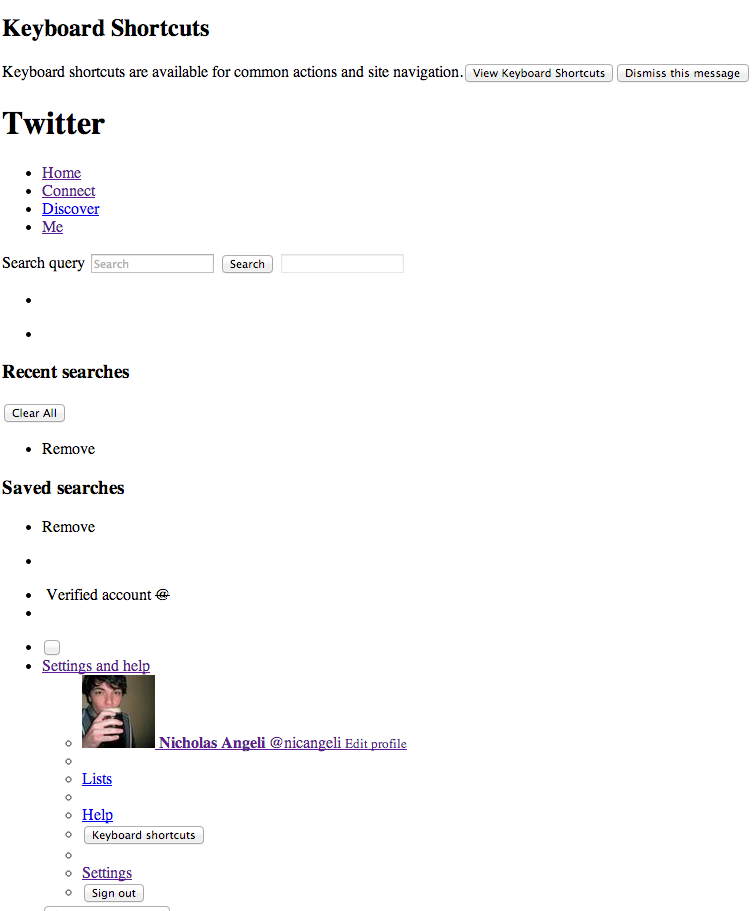 Keyboard Shortcuts
Keyboard shortcuts are available for common actions and site navigation. View Keyboard Shortcuts Dismiss this message
Twitter
Home
Connect
Discover
Me
Search query Search Search
Recent searches
Clear All
Remove
Saved searches
Remove
Verified account @
Settings and help
Nicholas Angeli @nicangeli Edit profile
Lists
Help
Keyboard shortcuts
Settings
Sign out